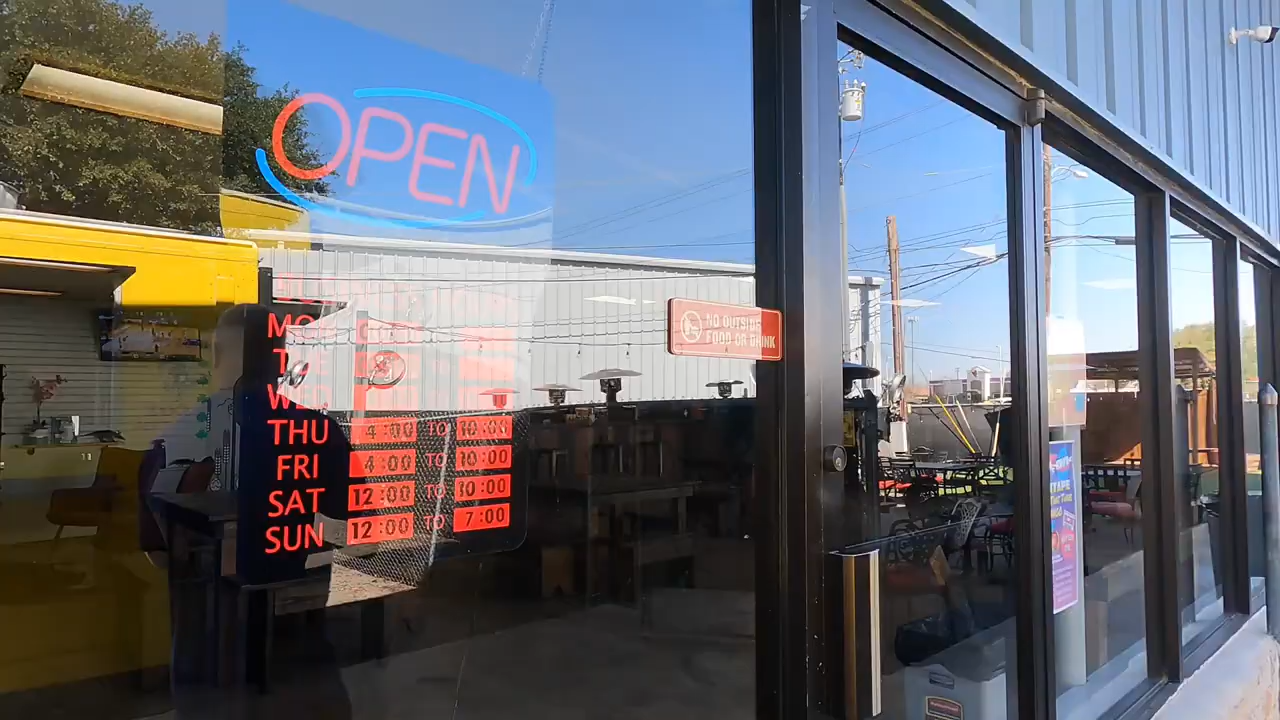 OPEN
NO OUTSIDE
FOOD OR DRINK
MON
THU 4:00 TO 10:00
FRI 4:00 TO 10:00
SAT 12:00 TO 10:00
SUN 12:00 TO 7:00